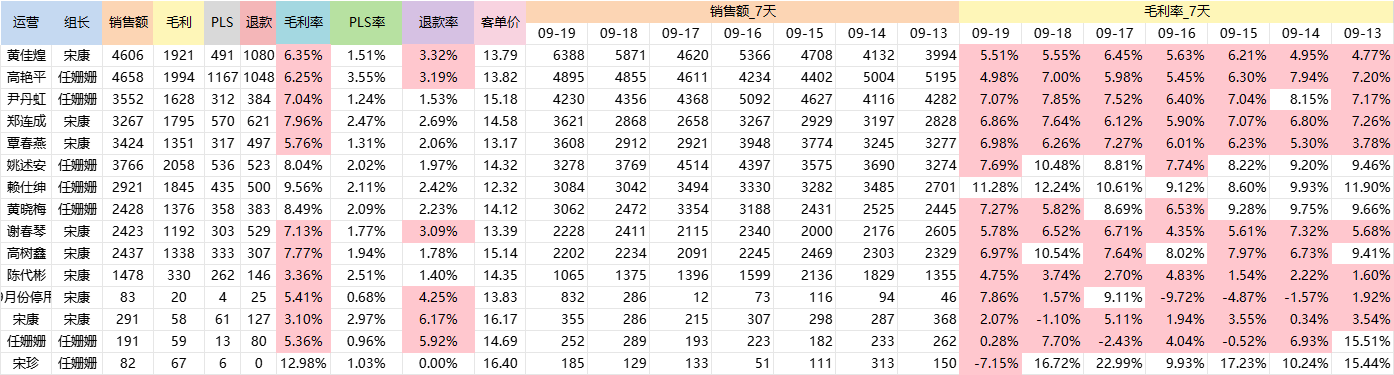 运营 组长 销售额 毛利 PLS 退款 毛利率 PLS率 退款率 客单价 销售额_7天 毛利率_7天
09-19 09-18 09-17 09-16 09-15 09-14 09-13 09-19 09-18 09-17 09-16 09-15 09-14 09-13
黄佳煌 宋康 4606 1921 491 1080 6.35% 1.51% 3.32% 13.79 6388 5871 4620 5366 4708 4132 3994 5.51% 5.55% 6.45% 5.63% 6.21% 4.95% 4.77%
高艳平 任姗姗 4658 1994 1167 1048 6.25% 3.55% 3.19% 13.82 4895 4855 4611 4234 4402 5004 5195 4.98% 7.00% 5.98% 5.45% 6.30% 7.94% 7.20%
尹丹虹 任姗姗 3552 1628 312 384 7.04% 1.24% 1.53% 15.18 4230 4356 4368 5092 4627 4116 4282 7.07% 7.85% 7.52% 6.40% 7.04% 8.15% 7.17%
郑连成 宋康 3267 1795 570 621 7.96% 2.47% 2.69% 14.58 3621 2868 2658 3267 2929 3197 2828 6.86% 7.64% 6.12% 5.90% 7.07% 6.80% 7.26%
覃春燕 宋康 3424 1351 317 497 5.76% 1.31% 2.06% 13.17 3608 2912 2921 3948 3774 3245 3277 6.98% 6.26% 7.27% 6.01% 6.23% 5.30% 3.78%
姚述安 任姗姗 3766 2058 536 523 8.04% 2.02% 1.97% 14.32 3278 3769 4514 4397 3575 3690 3274 7.69% 10.48% 8.81% 7.74% 8.22% 9.20% 9.46%
赖仕绅 任姗姗 2921 1845 435 500 9.56% 2.11% 2.42% 12.32 3084 3042 3494 3330 3282 3485 2701 11.28% 12.24% 10.61% 9.12% 8.60% 9.93% 11.90%
黄晓梅 任姗姗 2428 1376 358 383 8.49% 2.09% 2.23% 14.12 3062 2472 3354 3188 2431 2525 2445 7.27% 5.82% 8.69% 6.53% 9.28% 9.75% 9.66%
谢春琴 宋康 2423 1192 303 529 7.13% 1.77% 3.09% 13.39 2228 2411 2115 2340 2000 2176 2605 5.78% 6.52% 6.71% 4.35% 5.61% 7.32% 5.68%
高树鑫 宋康 2437 1338 333 307 7.77% 1.94% 1.78% 15.14 2202 2234 2091 2245 2469 2303 2329 6.97% 10.54% 7.64% 8.02% 7.97% 6.73% 9.41%
陈代彬 宋康 1478 330 262 146 3.36% 2.51% 1.40% 14.35 1065 1375 1396 1599 2136 1829 1355 4.75% 3.74% 2.70% 4.83% 1.54% 2.22% 1.60%
9月份停用 宋康 83 20 4 25 5.41% 0.68% 4.25% 13.83 832 286 12 73 116 94 46 7.86% 1.57% 9.11% -9.72% -4.87% -1.57% 1.92%
宋康 宋康 291 58 61 127 3.10% 2.97% 6.17% 16.17 355 286 215 307 298 287 368 2.07% -1.10% 5.11% 1.94% 3.55% 0.34% 3.54%
任姗姗 任姗姗 191 59 13 80 5.36% 0.96% 5.92% 14.69 252 289 193 223 182 233 262 0.28% 7.70% -2.43% 4.04% -0.52% 6.93% 15.51%
宋珍 任姗姗 82 67 6 0 12.98% 1.03% 0.00% 16.40 185 129 133 51 111 313 150 -7.15% 16.72% 22.99% 9.93% 17.23% 10.24% 15.44%